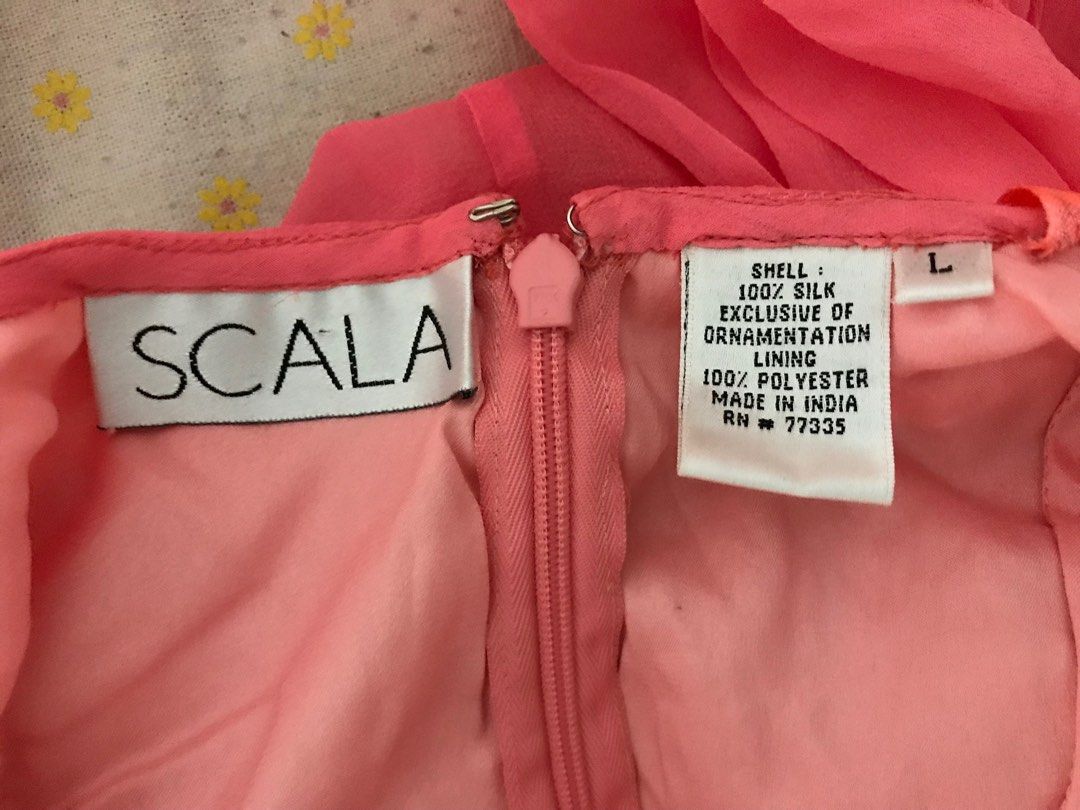 SCALA
SHELL :
100% SILK
EXCLUSIVE OF
ORNAMENTATION
LINING
100% POLYESTER
MADE IN INDIA
RN # 77335
L